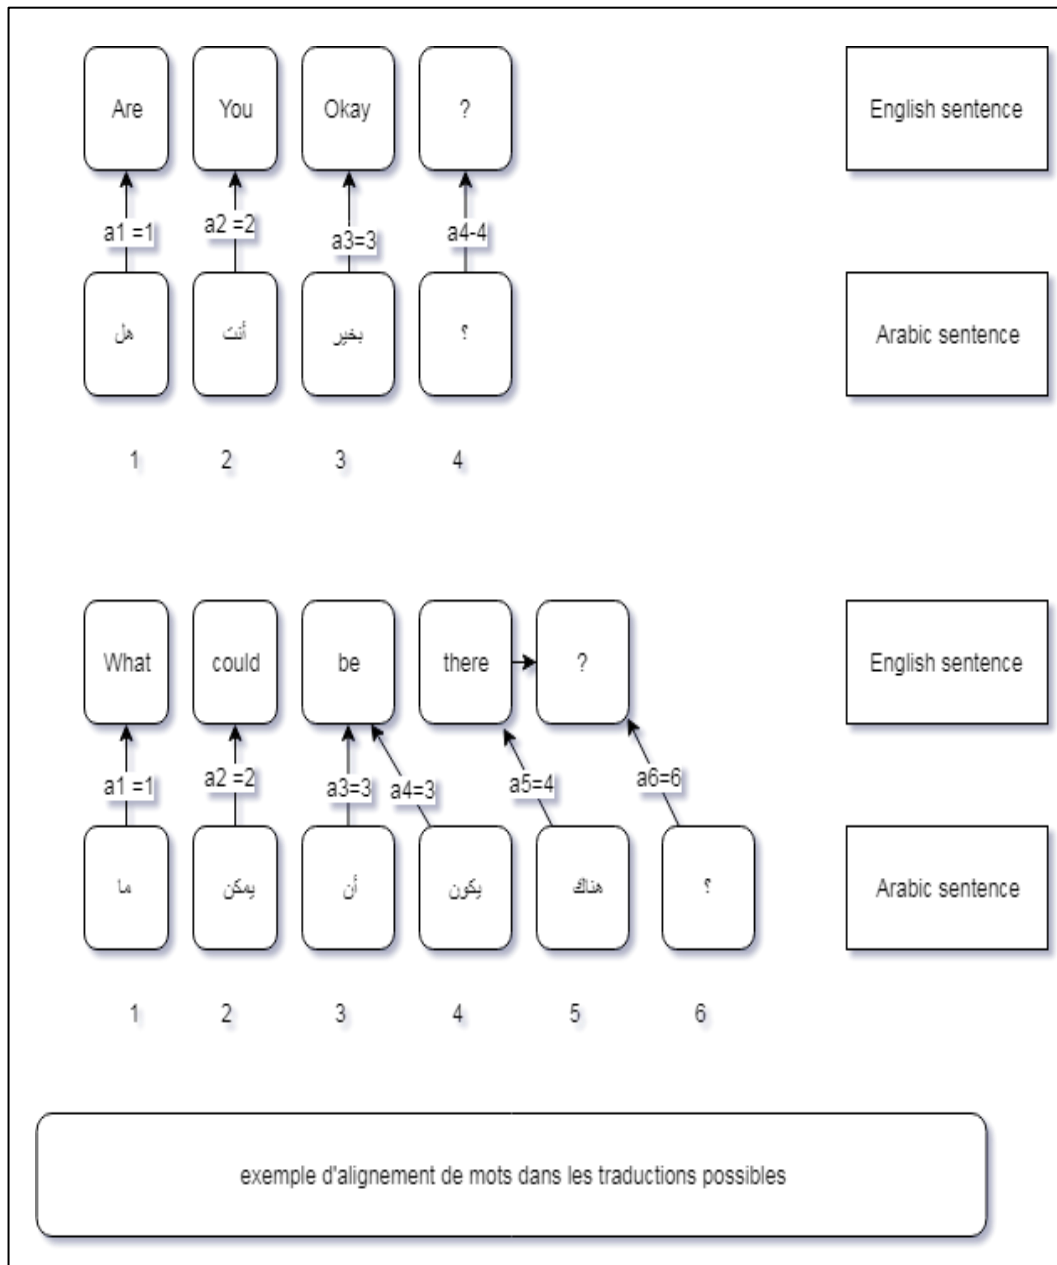 Are You Okay ? English sentence
a1 =1 a2 =2 a3=3 a4-4
هل أنت بخير ؟ Arabic sentence
1 2 3 4
What could be there ? English sentence
a1 =1 a2 =2 a3=3 a4=3 a5=4 a6=6
ما يمكن أن يكون هناك ؟ Arabic sentence
1 2 3 4 5 6
exemple d'alignement de mots dans les traductions possibles